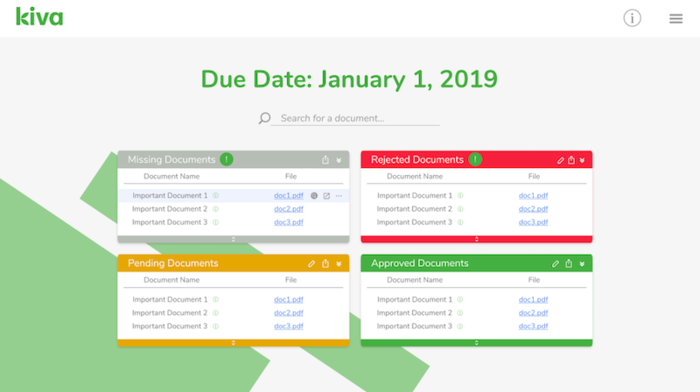 kiva
Due Date: January 1, 2019
Search for a document...
Missing Documents !
Document Name File
Important Document 1 doc1.pdf
Important Document 2 doc2.pdf
Important Document 3 doc3.pdf
Rejected Documents !
Document Name File
Important Document 1 doc1.pdf
Important Document 2 doc2.pdf
Important Document 3 doc3.pdf
Pending Documents
Document Name File
Important Document 1 doc1.pdf
Important Document 2 doc2.pdf
Important Document 3 doc3.pdf
Approved Documents
Document Name File
Important Document 1 doc1.pdf
Important Document 2 doc2.pdf
Important Document 3 doc3.pdf